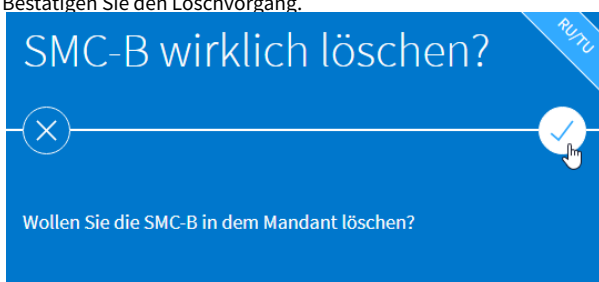 Bestätigen Sie den Löschvorgang.
SMC-B wirklich löschen?
RU/TU
Wollen Sie die SMC-B in dem Mandant löschen?